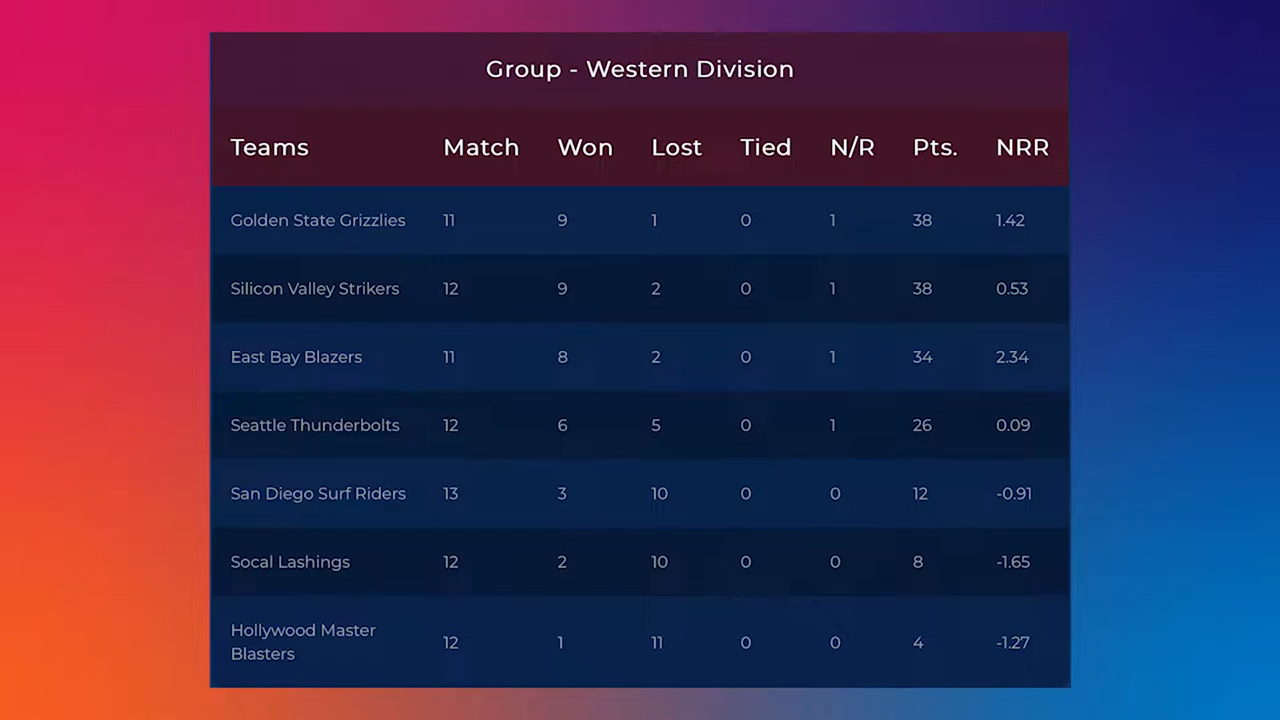 Group - Western Division
Teams Match Won Lost Tied N/R Pts. NRR
Golden State Grizzlies 11 9 1 0 1 38 1.42
Silicon Valley Strikers 12 9 2 0 1 38 0.53
East Bay Blazers 11 8 2 0 1 34 2.34
Seattle Thunderbolts 12 6 5 0 1 26 0.09
San Diego Surf Riders 13 3 10 0 0 12 -0.91
Socal Lashings 12 2 10 0 0 8 -1.65
Hollywood Master
Blasters 12 1 11 0 0 4 -1.27